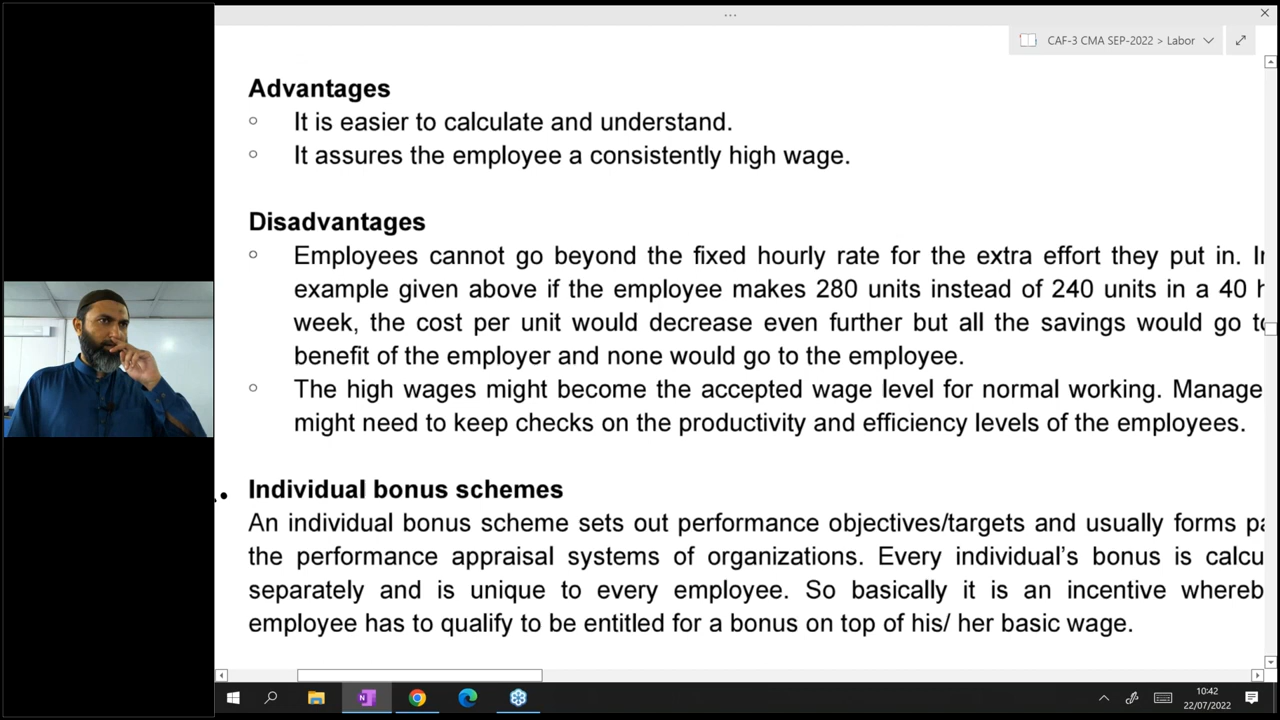 CAF-3 CMA SEP-2022 > Labor
Advantages
It is easier to calculate and understand.
It assures the employee a consistently high wage.
Disadvantages
Employees cannot go beyond the fixed hourly rate for the extra effort they put in.
example given above if the employee makes 280 units instead of 240 units in a 40
week, the cost per unit would decrease even further but all the savings would go
benefit of the employer and none would go to the employee.
The high wages might become the accepted wage level for normal working. Manage
might need to keep checks on the productivity and efficiency levels of the employees.
Individual bonus schemes
An individual bonus scheme sets out performance objectives/targets and usually forms
the performance appraisal systems of organizations. Every individual's bonus is calcu
separately and is unique to every employee. So basically it is an incentive whereb
employee has to qualify to be entitled for a bonus on top of his/ her basic wage.
10:42
22/07/2022